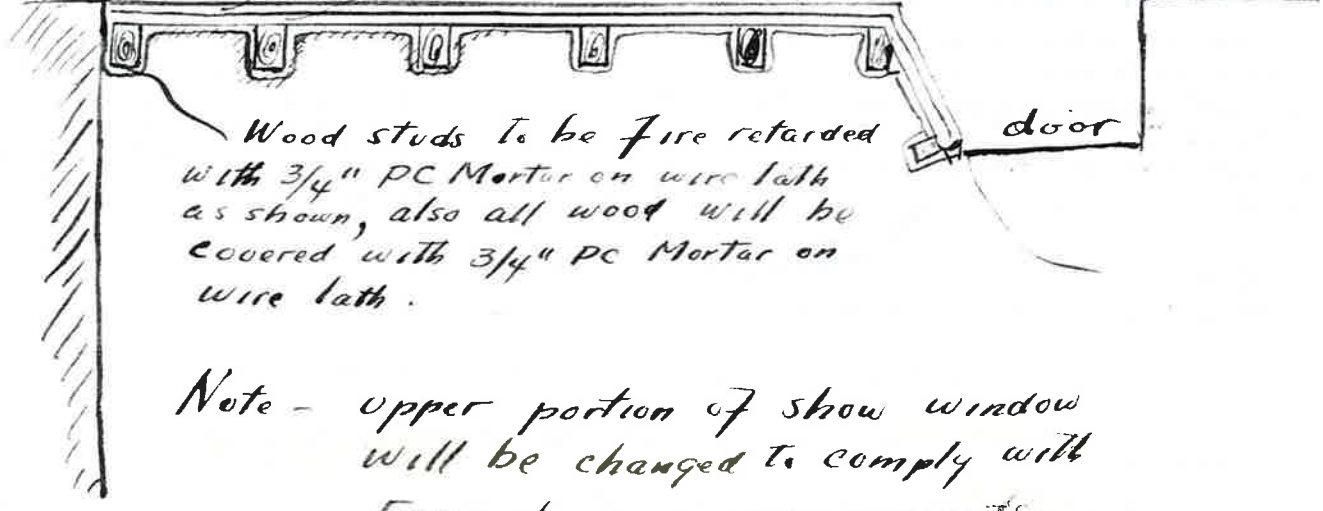 door
Wood studs to be fire retarded
with 3/4" PC Mortar on wire lath
as shown, also all wood will be
covered with 3/4" PC Mortar on
wire lath.
Note - upper portion of show window
will be changed to comply with